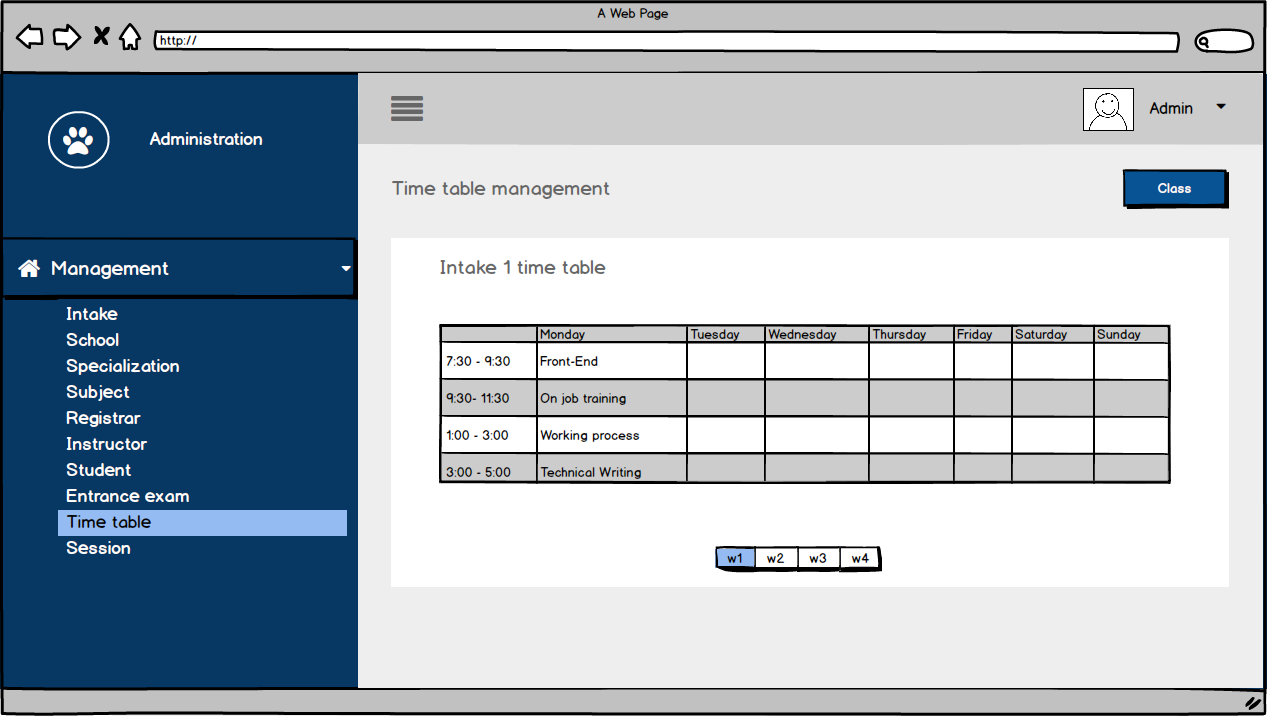 A Web Page
http://
Administration
Admin
Time table management
Class
Management
Intake
School
Specialization
Subject
Registrar
Instructor
Student
Entrance exam
Time table
Session
Intake 1 time table
Monday Tuesday Wednesday Thursday Friday Saturday Sunday
7:30 - 9:30 Front-End
9:30- 11:30 On job training
1:00 - 3:00 Working process
3:00 - 5:00 Technical Writing
w1 w2 w3 w4